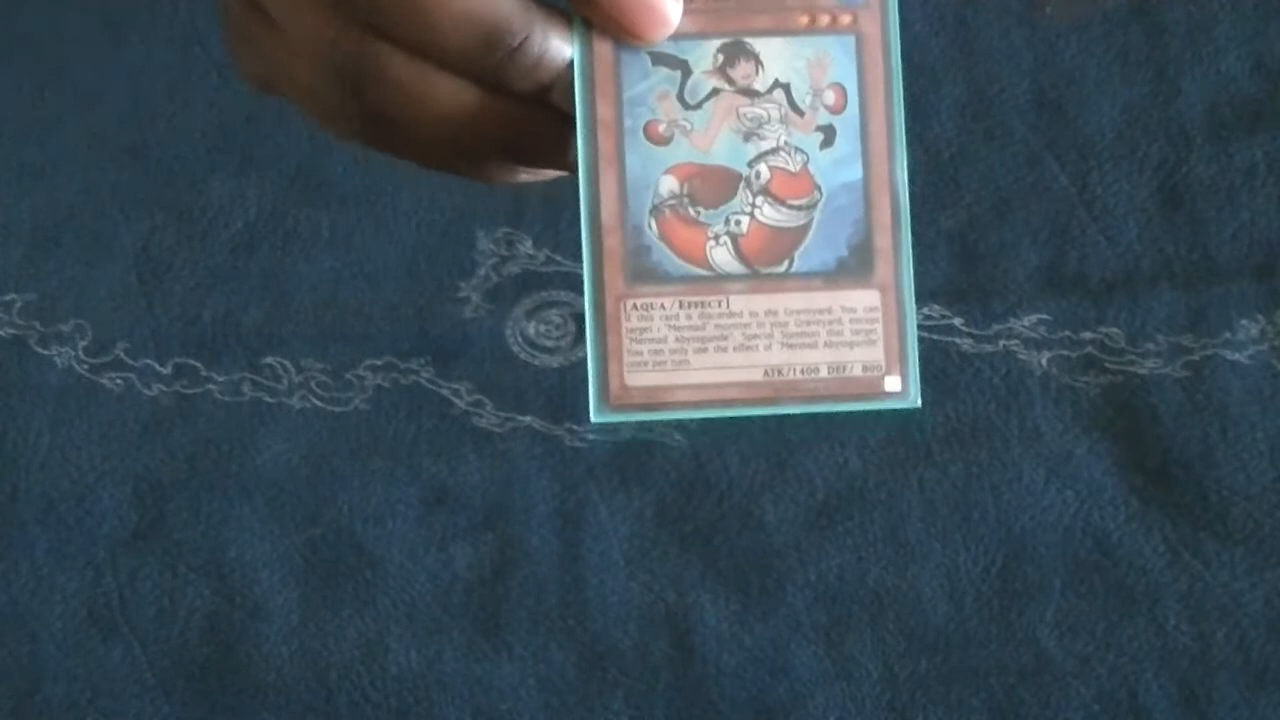 [AQUA/EFFECT]
If this card is discarded to the Graveyard: You can
target 1 "Mermail" monster in your Graveyard, except
"Mermail Abyssgunde"; Special Summon that target.
You can only use the effect of "Mermail Abyssgunde"
once per turn.
ATK/1400 DEF/ 800